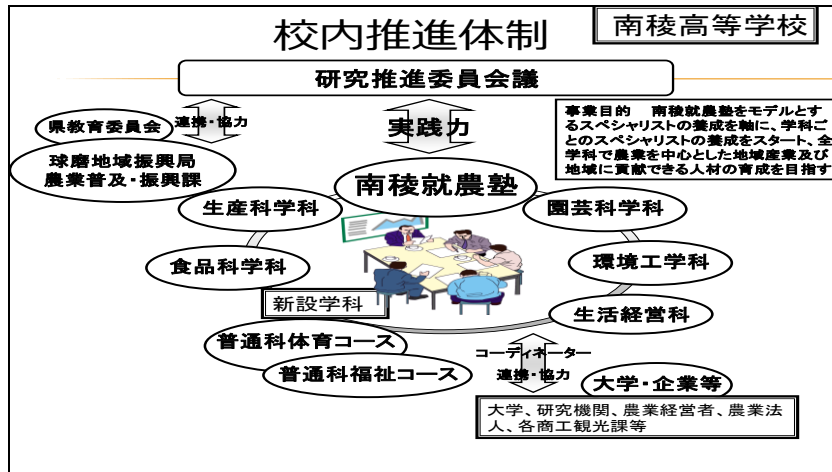 校内推進体制
南稜高等学校
研究推進委員会議
県教育委員会
連携・協力
実践力
事業目的　南稜就農塾をモデルとす
るスペシャリストの養成を軸に、学科ご
とのスペシャリストの養成をスタート、全
学科で農業を中心とした地域産業及び
地域に貢献できる人材の育成を目指す
球磨地域振興局
農業普及・振興課
南稜就農塾
生産科学科
園芸科学科
食品科学科
環境工学科
新設学科
生活経営科
普通科体育コース
普通科福祉コース
コーディネーター
連携・協力
大学・企業等
大学、研究機関、農業経営者、農業法
人、各商工観光課等